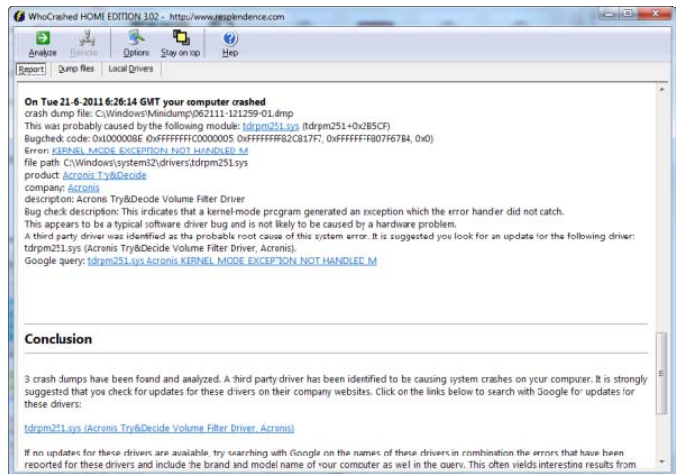 WhoCrashed HOME EDITION 3.02 - http://www.resplendence.com
Analyze Remote Options Stay on top Help
Report Dump files Local Drivers
On Tue 21-6-2011 6:26:14 GMT your computer crashed
crash dump file: C:\Windows\Minidump\062111-121259-01.dmp
This was probably caused by the following module: tdrpm251.sys (tdrpm251+0x2B5CF)
Bugcheck code: 0x1000008E (0xFFFFFFFFC0000005, 0xFFFFFFFF82C817F7, 0xFFFFFFFFB07F67B4, 0x0)
Error: KERNEL_MODE_EXCEPTION_NOT_HANDLED_M
file path: C:\Windows\system32\drivers\tdrpm251.sys
product: Acronis Try&Decide
company: Acronis
description: Acronis Try&Decide Volume Filter Driver
Bug check description: This indicates that a kernel-mode program generated an exception which the error handler did not catch.
This appears to be a typical software driver bug and is not likely to be caused by a hardware problem.
A third party driver was identified as the probable root cause of this system error. It is suggested you look for an update for the following driver:
tdrpm251.sys (Acronis Try&Decide Volume Filter Driver, Acronis).
Google query: tdrpm251.sys Acronis KERNEL_MODE_EXCEPTION_NOT_HANDLED_M
Conclusion
3 crash dumps have been found and analyzed. A third party driver has been identified to be causing system crashes on your computer. It is strongly
suggested that you check for updates for these drivers on their company websites. Click on the links below to search with Google for updates for
these drivers:
tdrpm251.sys (Acronis Try&Decide Volume Filter Driver, Acronis)
If no updates for these drivers are available, try searching with Google on the names of these drivers in combination the errors that have been
reported for these drivers and include the brand and model name of your computer as well in the query. This often yields interesting results from